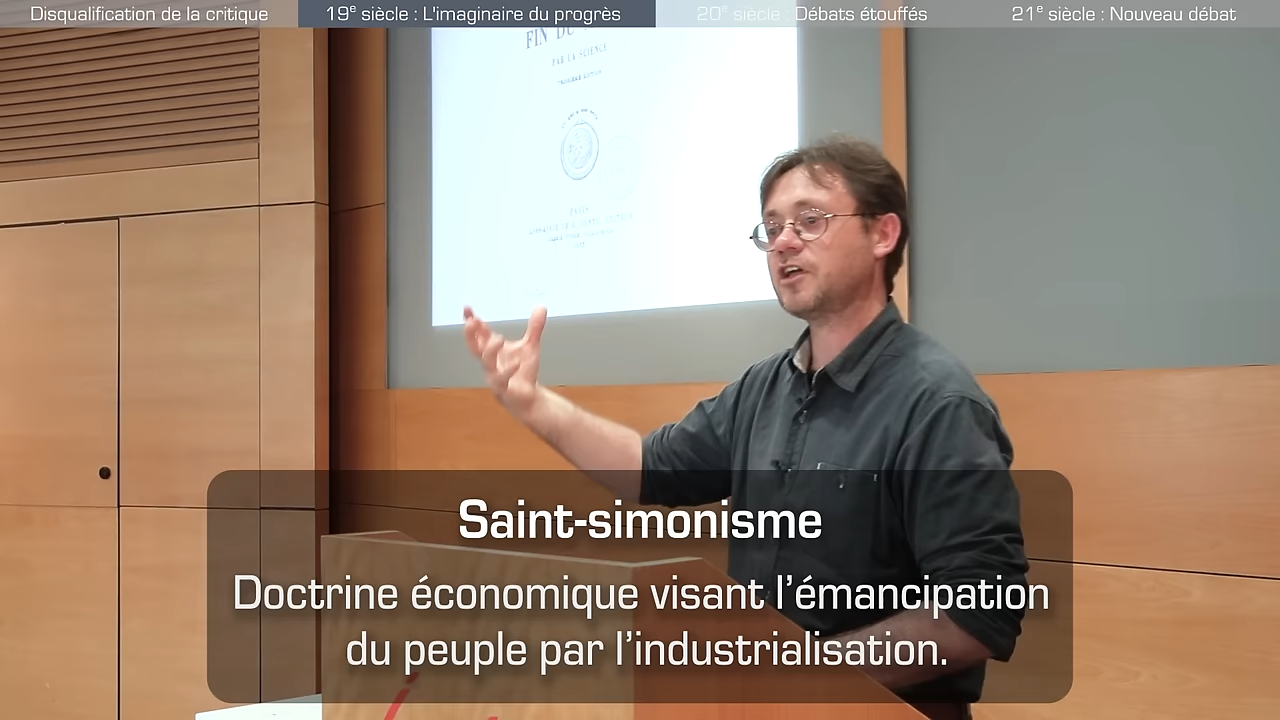 Disqualification de la critique
19e siècle : L'imaginaire du progrès
20e siècle : Débats étouffés
21e siècle : Nouveau débat
FIN DU
PAR LA SCIENCE
PARIS
Saint-simonisme
Doctrine économique visant l'émancipation
du peuple par l'industrialisation.